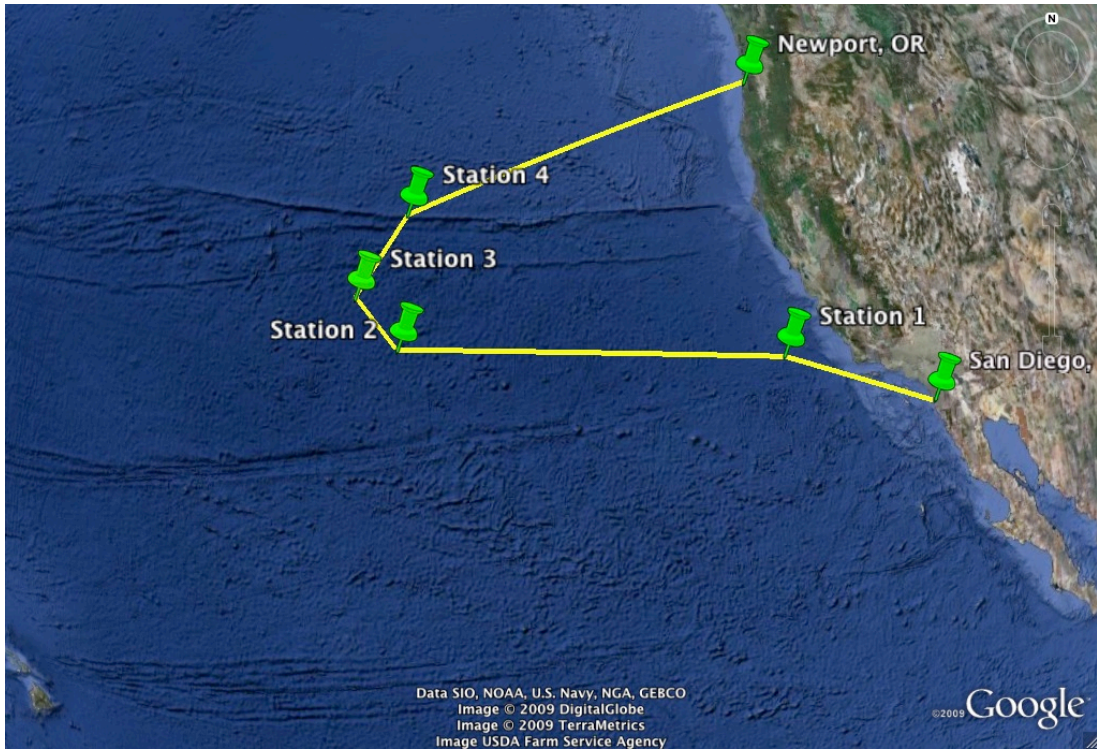 N
Newport, OR
Station 4
Station 3
Station 2
Station 1
San Diego,
Data SIO, NOAA, U.S. Navy, NGA, GEBCO
Image © 2009 DigitalGlobe
Image © 2009 TerraMetrics
Image USDA Farm Service Agency
©2009 Google